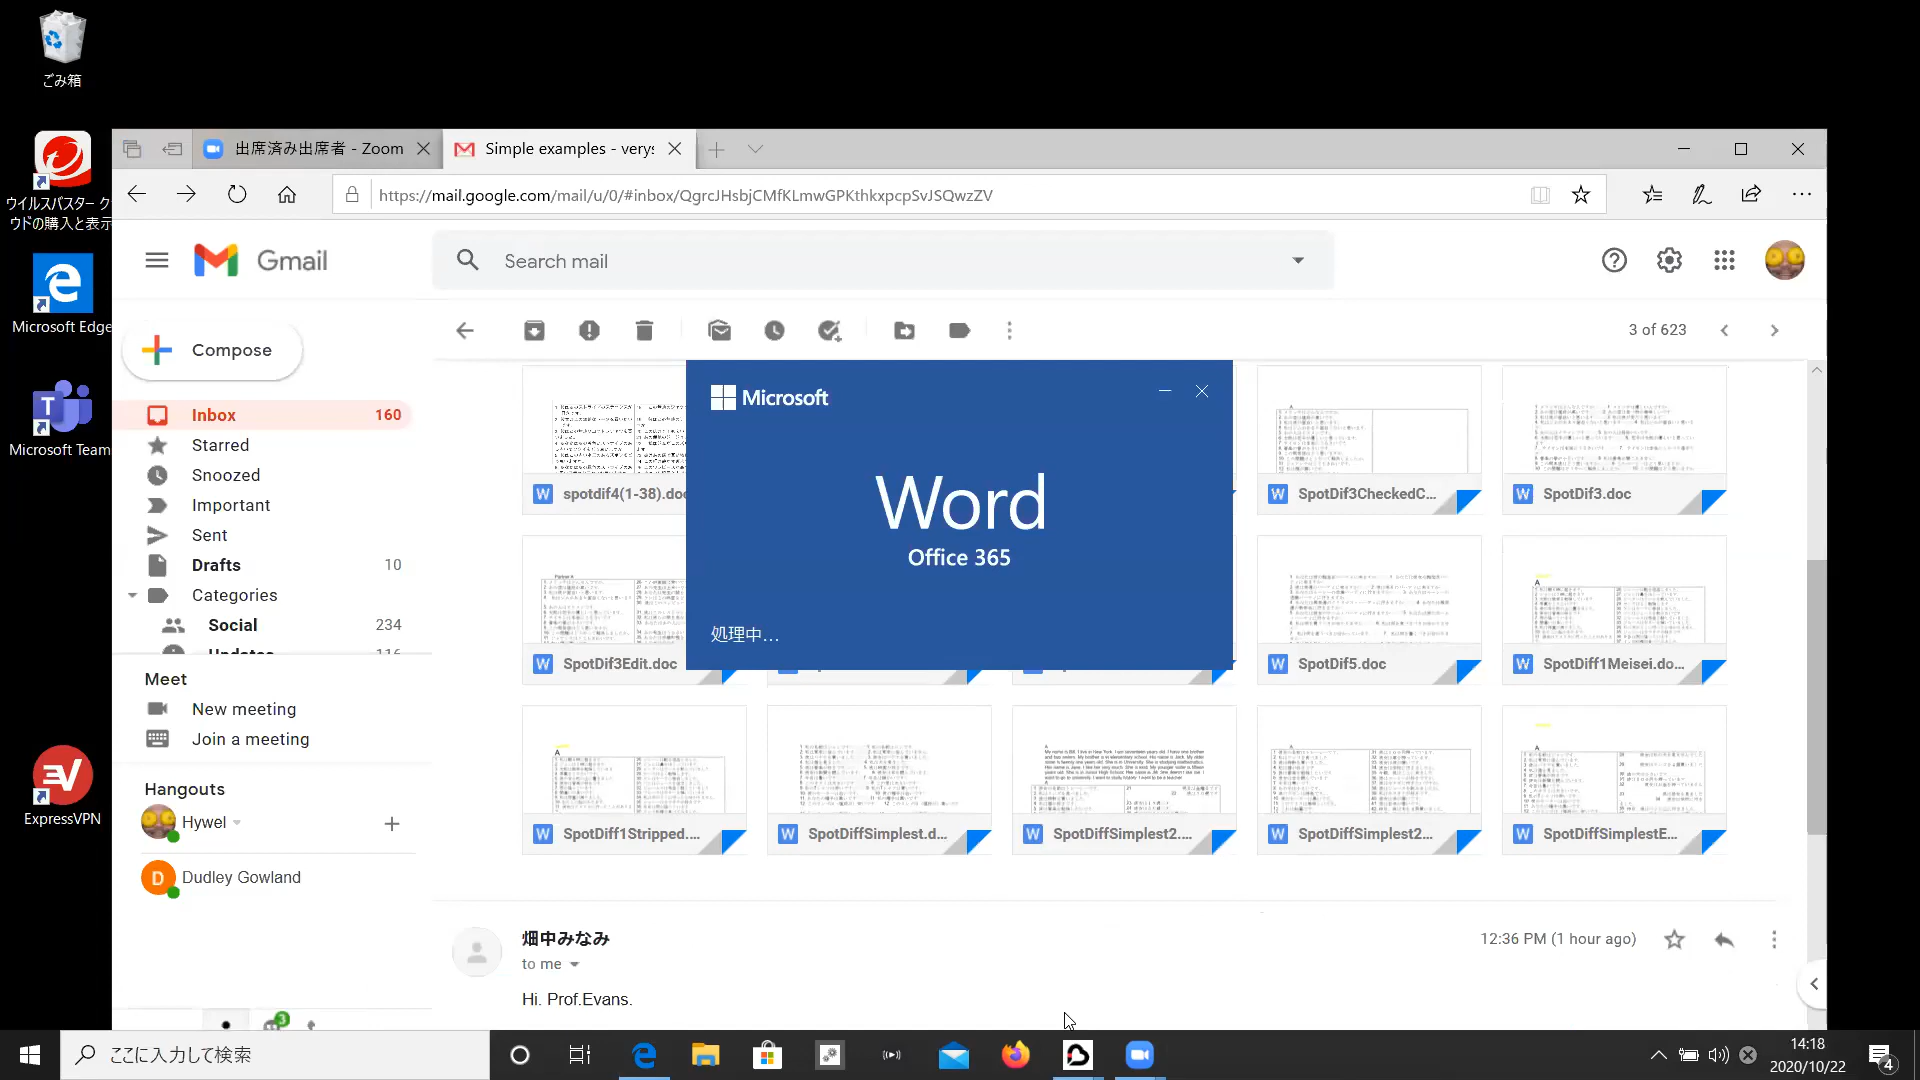 ごみ箱
ウイルスバスター ク
ウドの購入と表示
Microsoft Edge
Microsoft Team
ExpressVPN
出席済み出席者 - Zoom
Simple examples - verys
https://mail.google.com/mail/u/0/#inbox/QgrcJHsbjCMfKLmwGPKthkxpcpSvJSQwzZV
Gmail
Search mail
Compose
3 of 623
Inbox 160
Starred
Snoozed
Important
Sent
Drafts 10
Categories
Social 234
Updates 116
Meet
New meeting
Join a meeting
Hangouts
Hywel
D Dudley Gowland
3
Microsoft
Word
Office 365
処理中...
spotdif4(1-38).doc
SpotDif3CheckedC...
SpotDif3.doc
SpotDif3Edit.doc
SpotDif5.doc
SpotDiff1Meisei.do...
SpotDiff1Stripped....
SpotDiffSimplest.d...
SpotDiffSimplest2....
SpotDiffSimplest2...
SpotDiffSimplestE...
畑中みなみ
12:36 PM (1 hour ago)
to me
Hi. Prof.Evans.
ここに入力して検索
14:18
2020/10/22
4